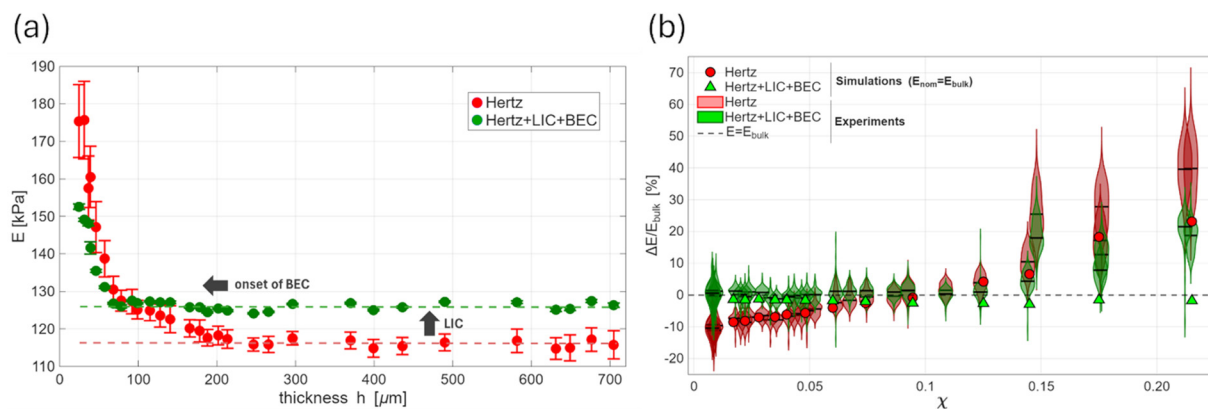 (a)
190
180
170
160
150
140
130
120
110
E [kPa]
Hertz
Hertz+LIC+BEC
onset of BEC
LIC
0 100 200 300 400 500 600 700
thickness h [μm]
(b)
70
60
50
40
30
20
10
0
-10
-20
ΔE/E_bulk [%]
Hertz
Hertz+LIC+BEC
Simulations (E_nom=E_bulk)
Hertz
Hertz+LIC+BEC
Experiments
E=E_bulk
0 0.05 0.1 0.15 0.20
χ